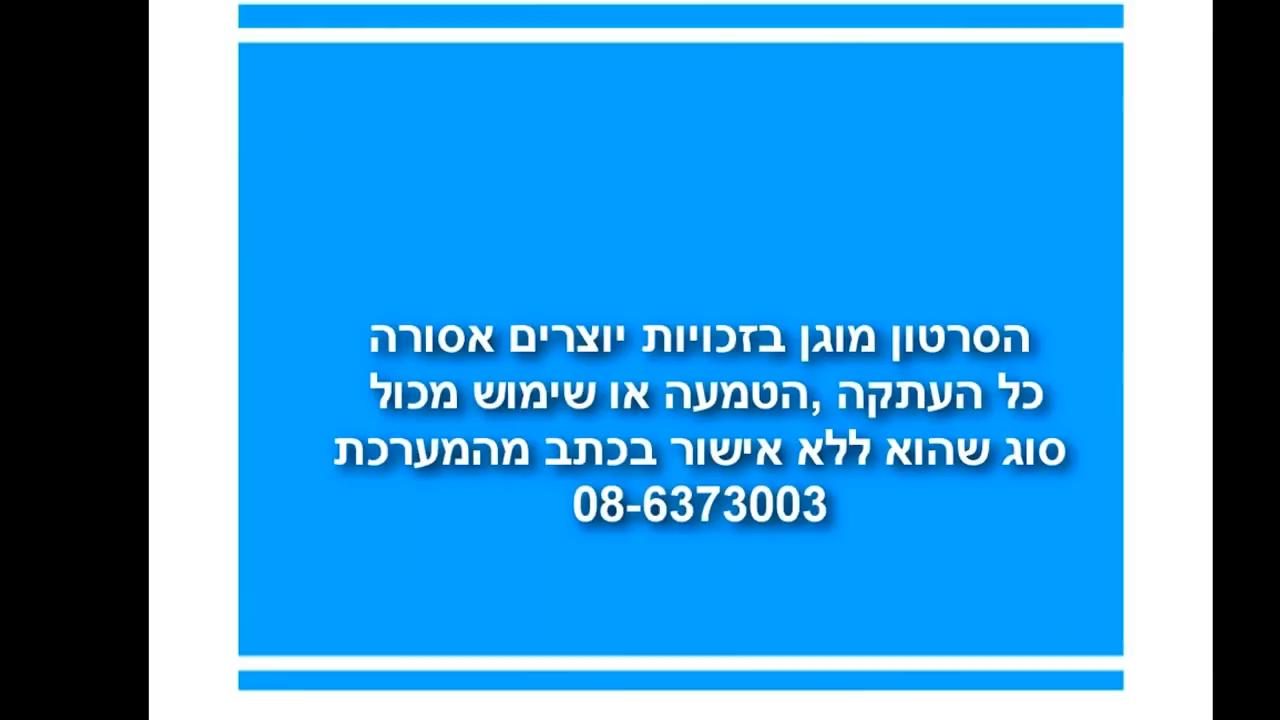 הסרטון מוגן בזכויות יוצרים אסורה
כל העתקה ,הטמעה או שימוש מכול
סוג שהוא ללא אישור בכתב מהמערכת
08-6373003